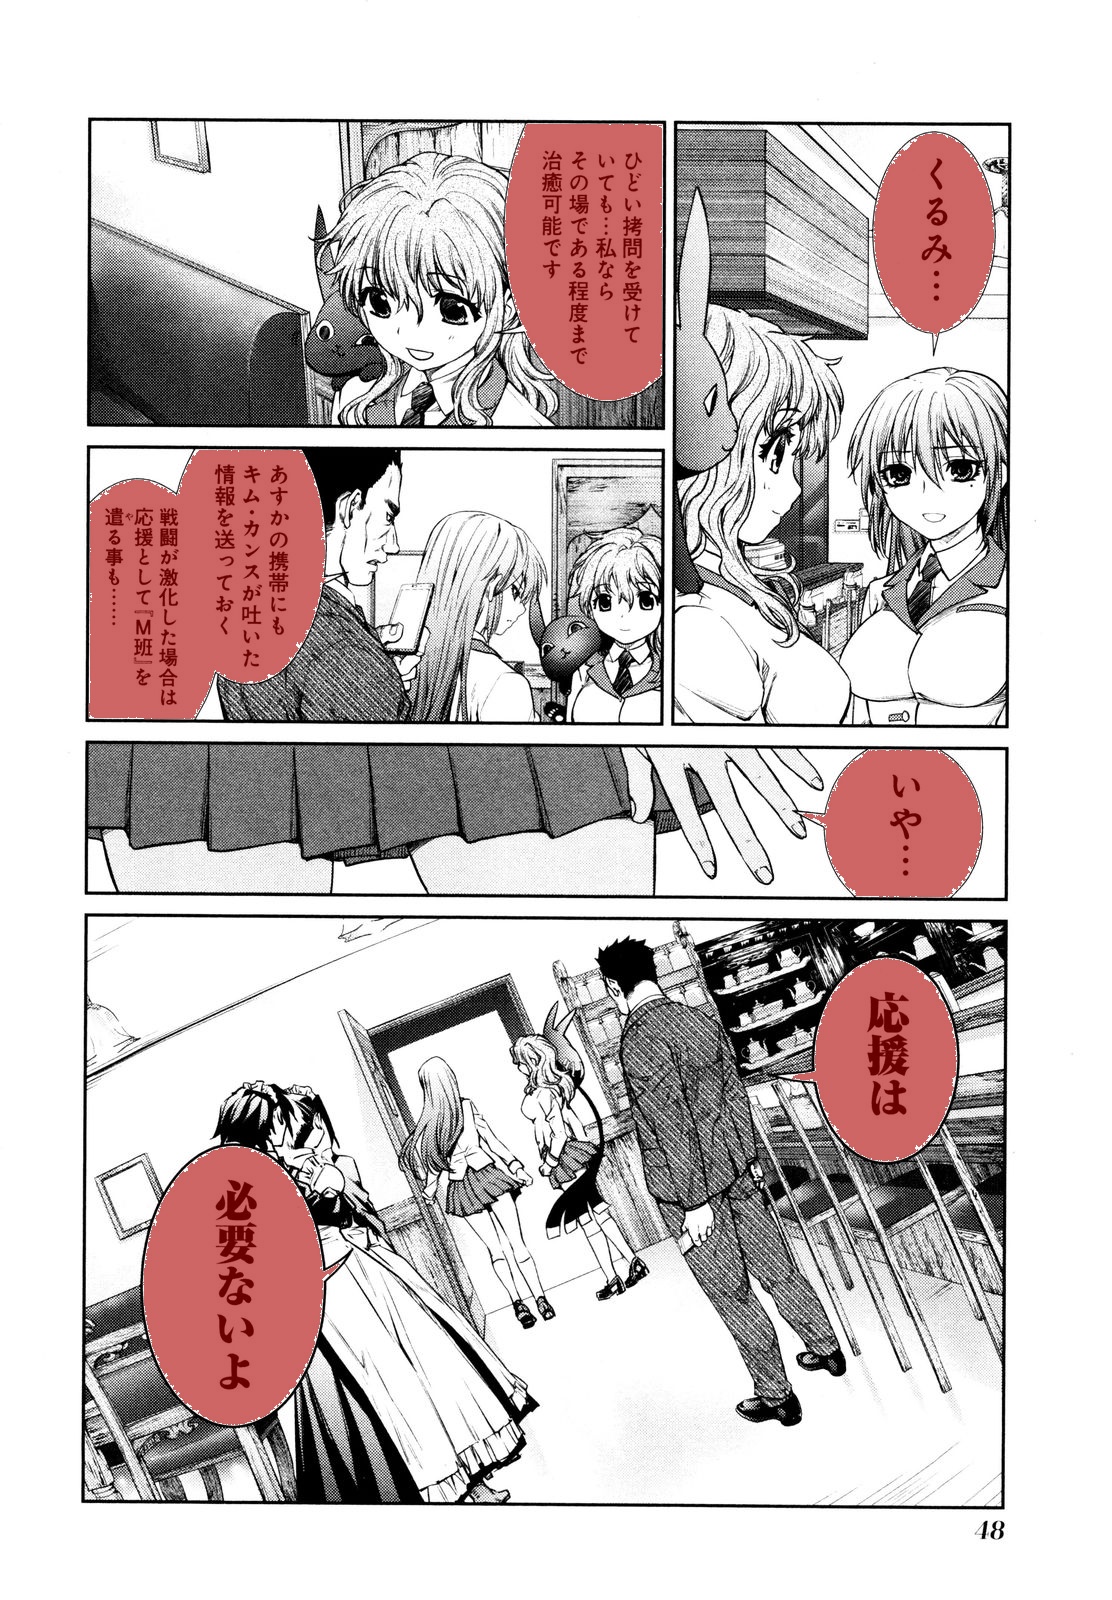 くるみ…
ひどい拷問を受けて
いても…私なら
その場である程度まで
治癒可能です
あすかの携帯にも
キム・カンスが吐いた
情報を送っておく
戦闘が激化した場合は
応援として『M班』を
遣る事も……
や
いや…
応援は
必要ないよ
48